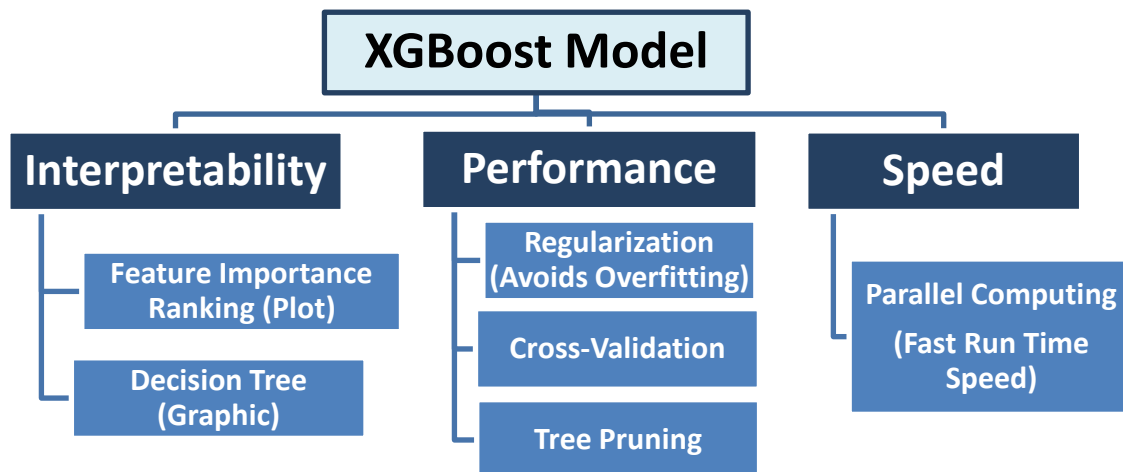 XGBoost Model
Interpretability
Feature Importance
Ranking (Plot)
Decision Tree
(Graphic)
Performance
Regularization
(Avoids Overfitting)
Cross-Validation
Tree Pruning
Speed
Parallel Computing
(Fast Run Time
Speed)